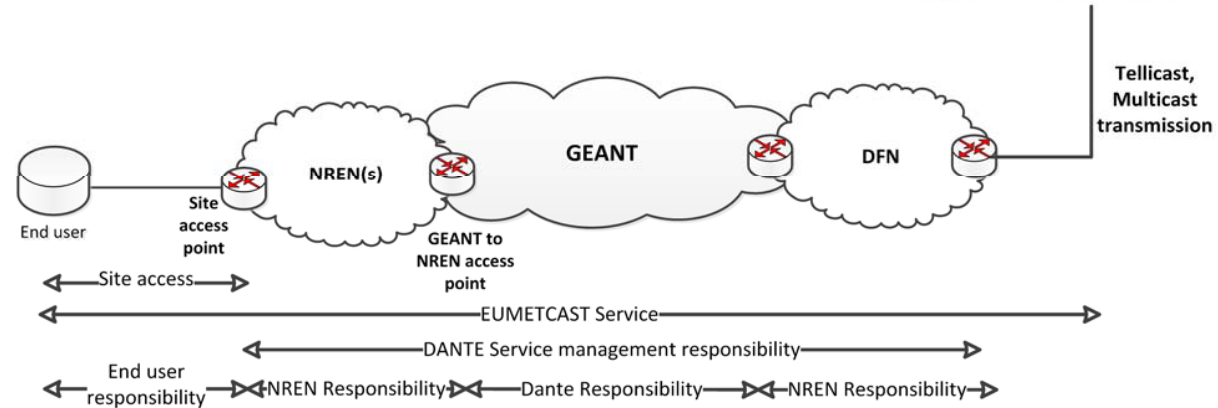 Tellicast,
Multicast
transmission
GEANT
NREN(s)
DFN
End user
Site
access
point
GEANT to
NREN access
point
Site access
EUMETCAST Service
DANTE Service management responsibility
End user
responsibility
NREN Responsibility
Dante Responsibility
NREN Responsibility